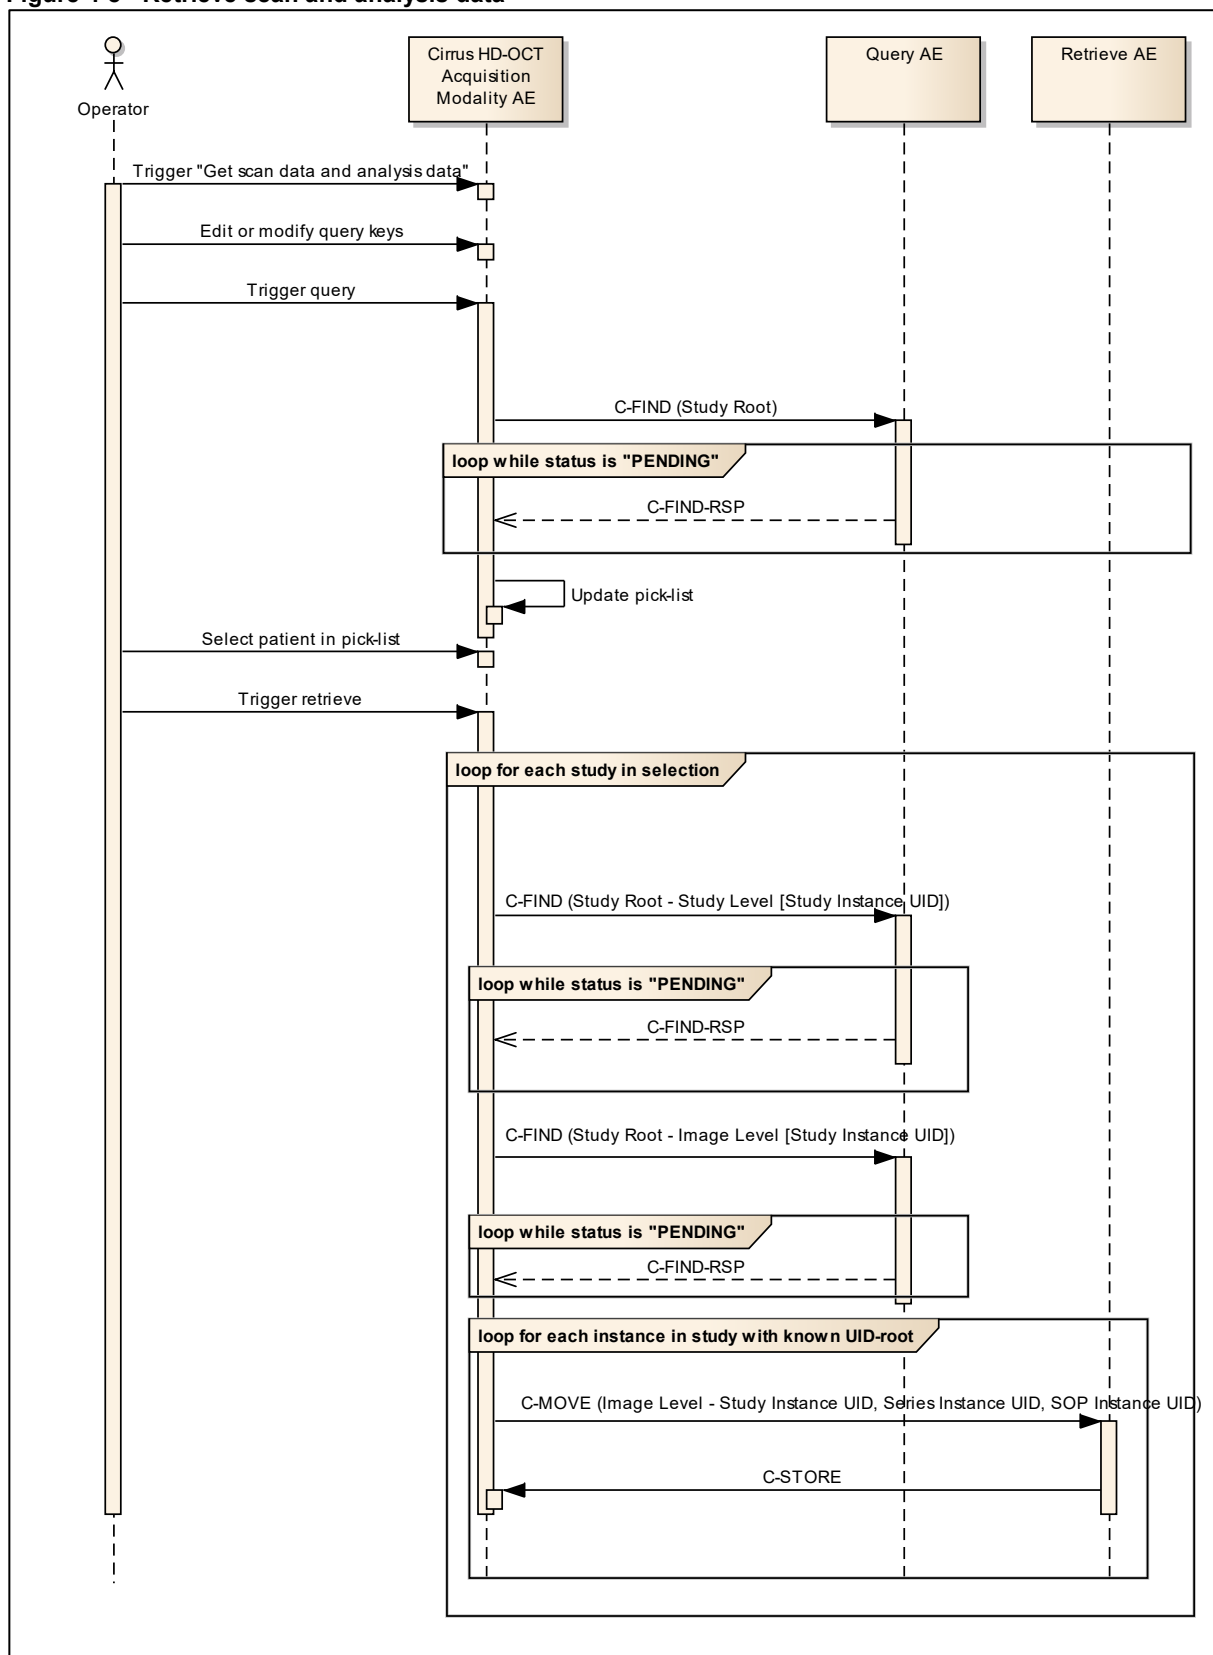 Retrieve scan and analysis data
Operator
Cirrus HD-OCT
Acquisition
Modality AE
Query AE
Retrieve AE
Trigger "Get scan data and analysis data"
Edit or modify query keys
Trigger query
C-FIND (Study Root)
loop while status is "PENDING"
C-FIND-RSP
Update pick-list
Select patient in pick-list
Trigger retrieve
loop for each study in selection
C-FIND (Study Root - Study Level [Study Instance UID])
loop while status is "PENDING"
C-FIND-RSP
C-FIND (Study Root - Image Level [Study Instance UID])
loop while status is "PENDING"
C-FIND-RSP
loop for each instance in study with known UID-root
C-MOVE (Image Level - Study Instance UID, Series Instance UID, SOP Instance UID)
C-STORE